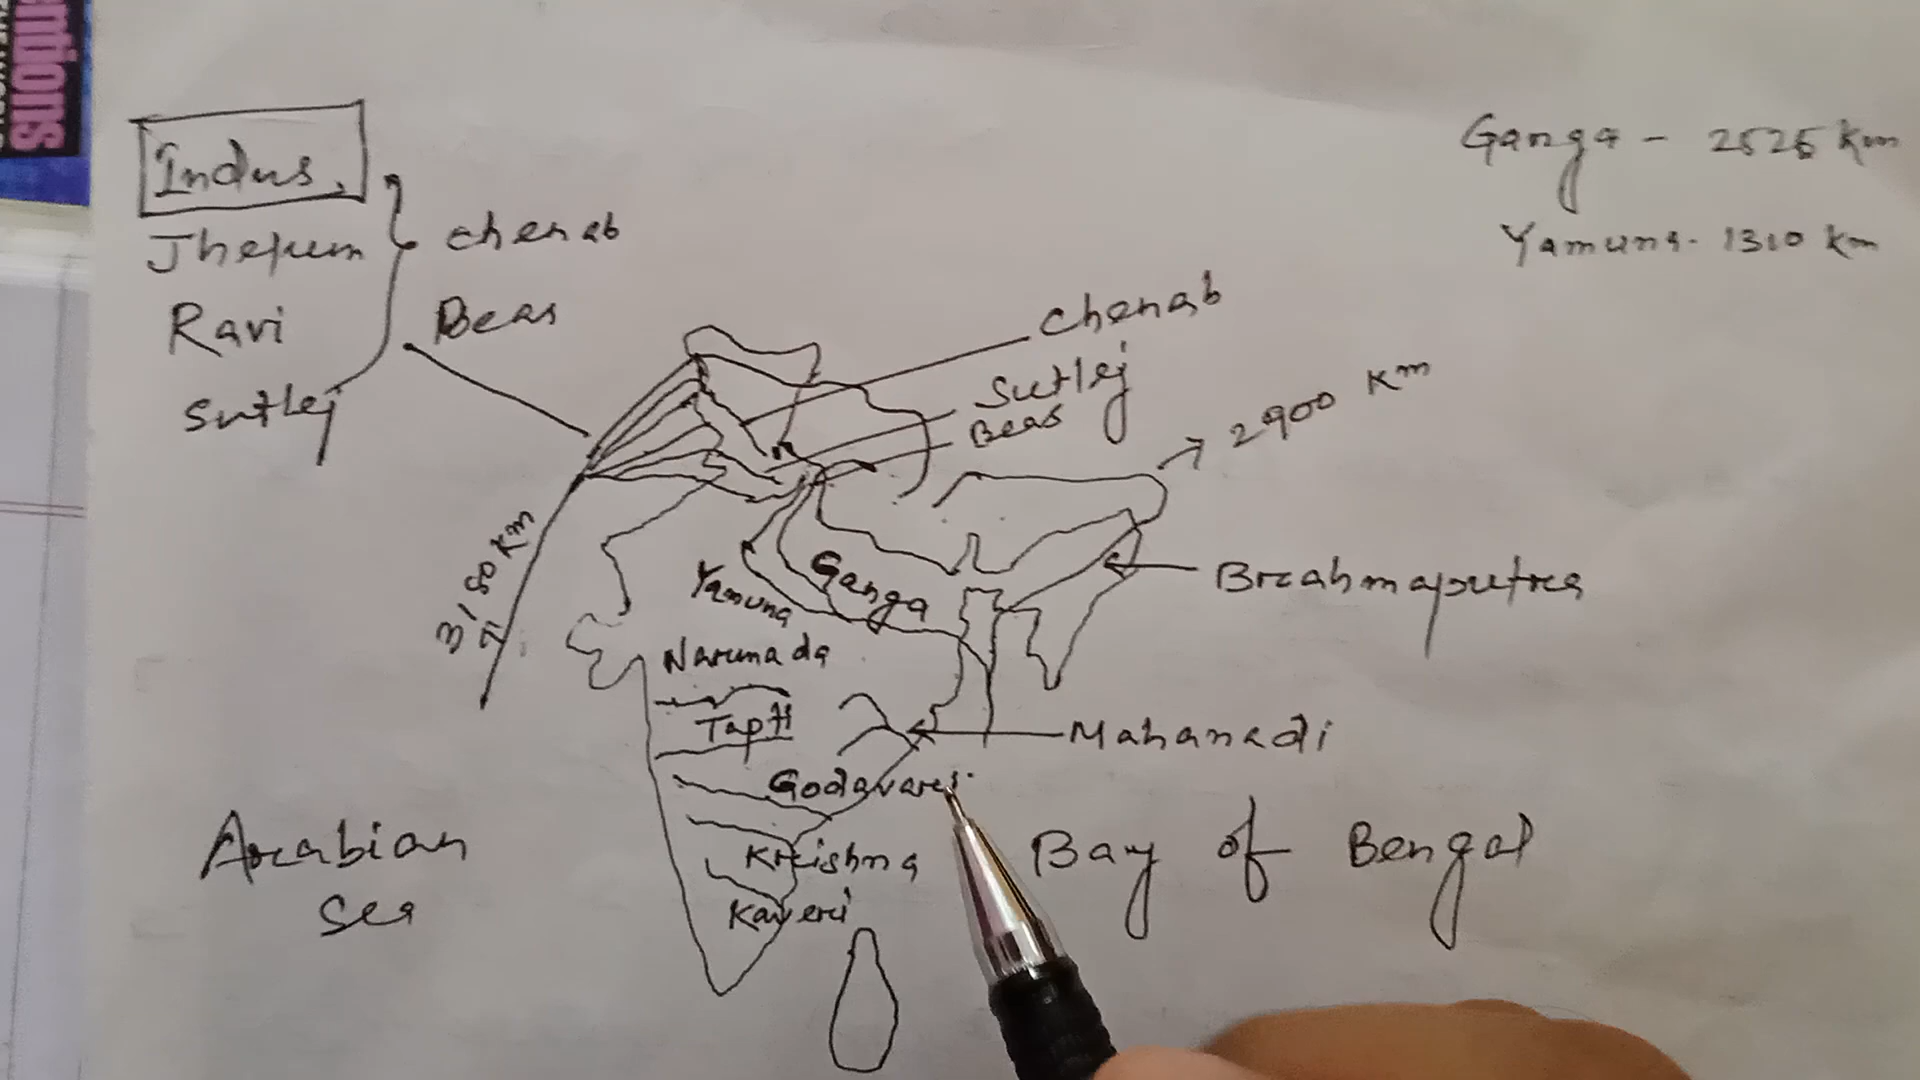 entions
Indus.
Jhelum
chenab
Ravi
Beas
Sutlej
Ganga - 2525 Km
Yamuna. 1310 Km
Chenab
Sutlej
Beas
2900 Km
3180 Km
Yamuna
Ganga
Brahmaputra
Narmada
Tapti
Mahanadi
Godavari
Krishna
Kaveri
Arabian
Sea
Bay of Bengal